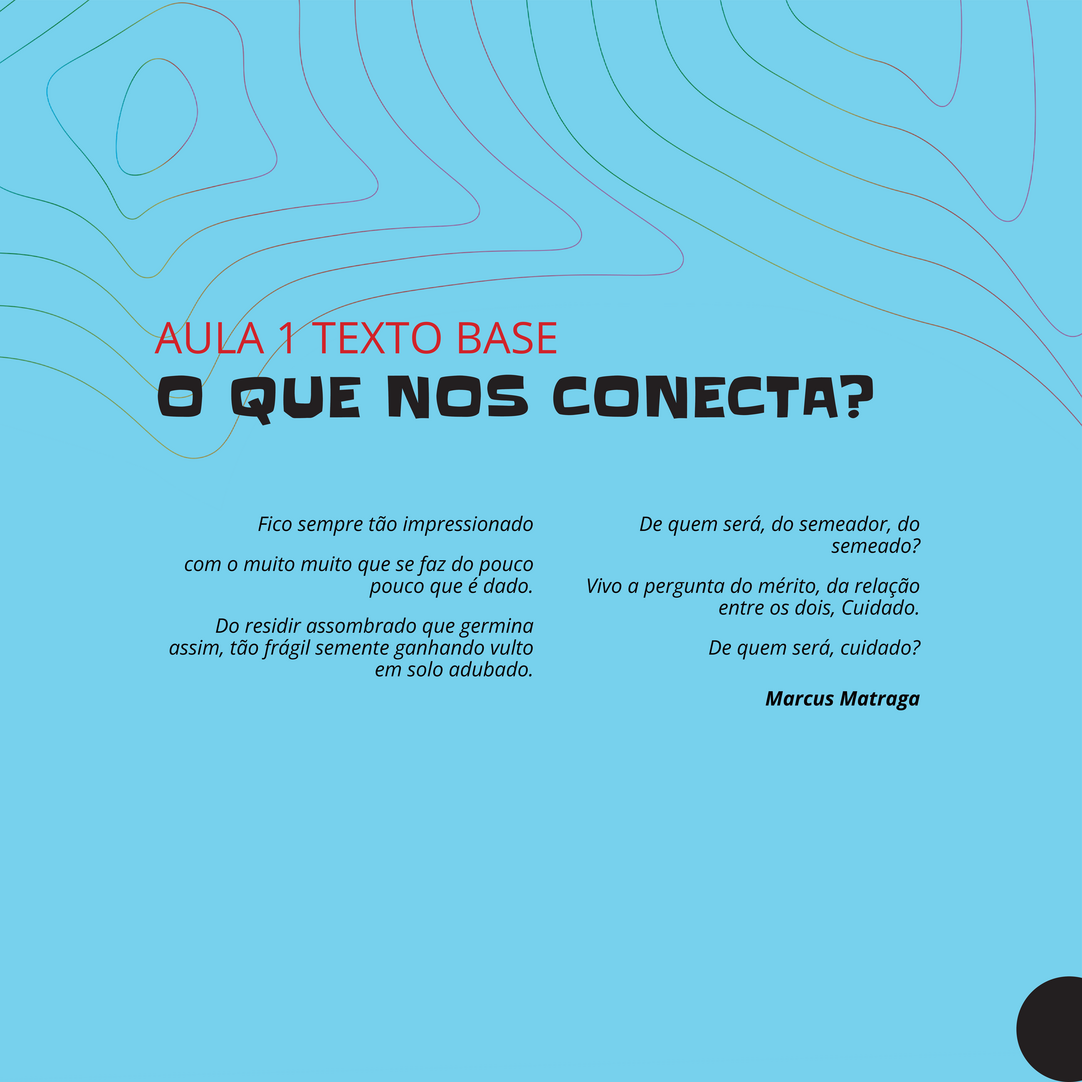 AULA 1 TEXTO BASE
O QUE NOS CONECTA?
Fico sempre tão impressionado
com o muito muito que se faz do pouco
pouco que é dado.
Do residir assombrado que germina
assim, tão frágil semente ganhando vulto
em solo adubado.
De quem será, do semeador, do
semeado?
Vivo a pergunta do mérito, da relação
entre os dois, Cuidado.
De quem será, cuidado?
Marcus Matraga